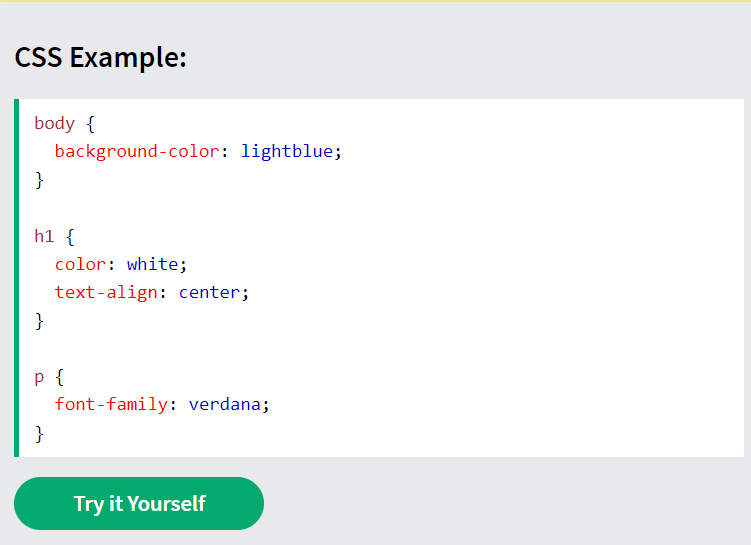 CSS Example:
body {
  background-color: lightblue;
}

h1 {
  color: white;
  text-align: center;
}

p {
  font-family: verdana;
}
Try it Yourself